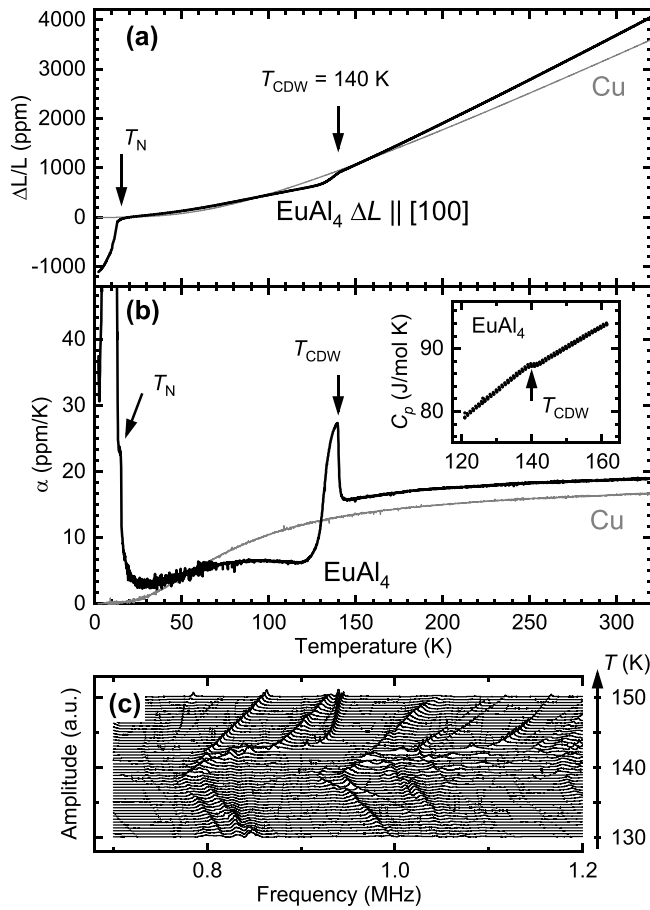 (a)
4000
3000
2000
1000
0
-1000
ΔL/L (ppm)
T_CDW = 140 K
T_N
Cu
EuAl₄ ΔL || [100]
(b)
40
30
20
10
0
α (ppm/K)
T_N
T_CDW
EuAl₄
Cu
EuAl₄
90
80
C_p (J/mol K)
T_CDW
120 140 160
0 50 100 150 200 250 300
Temperature (K)
(c)
T (K)
150
140
130
Amplitude (a.u.)
0.8 1.0 1.2
Frequency (MHz)